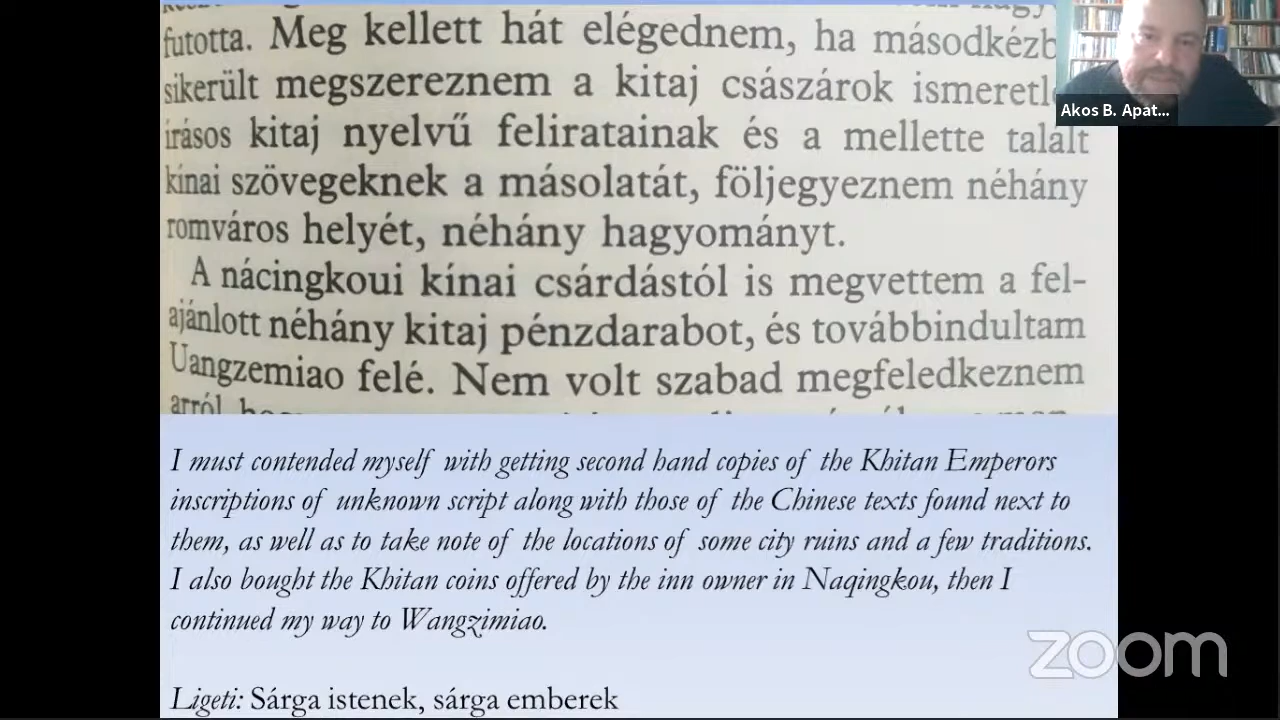 futotta. Meg kellett hát elégednem, ha másodkézb
sikerült megszereznem a kitaj császárok ismeretl
írásos kitaj nyelvű feliratainak és a mellette talált
kínai szövegeknek a másolatát, följegyeznem néhány
romváros helyét, néhány hagyományt.
A nácingkoui kínai csárdástól is megvettem a fel-
ajánlott néhány kitaj pénzdarabot, és továbbindultam
Uangzemiao felé. Nem volt szabad megfeledkeznem
Akos B. Apat...
I must contended myself with getting second hand copies of the Khitan Emperors
inscriptions of unknown script along with those of the Chinese texts found next to
them, as well as to take note of the locations of some city ruins and a few traditions.
I also bought the Khitan coins offered by the inn owner in Naqingkou, then I
continued my way to Wangzimiao.
zoom
Ligeti: Sárga istenek, sárga emberek